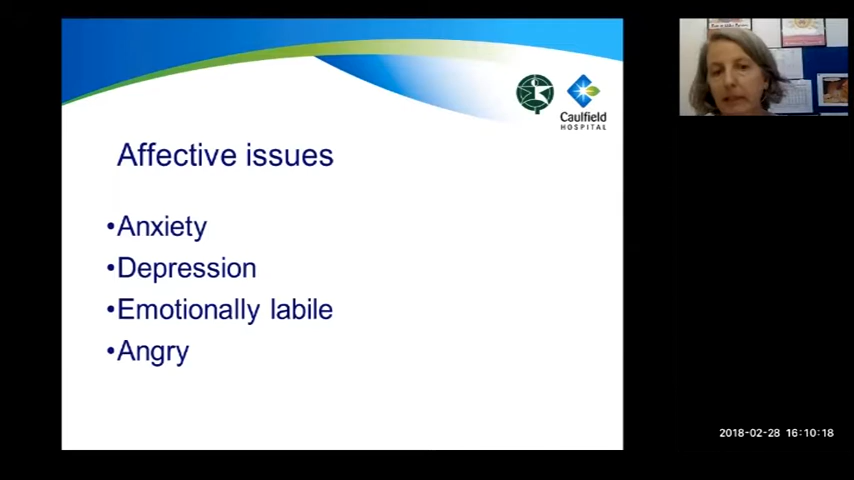 Caulfield
HOSPITAL
Affective issues
•Anxiety
•Depression
•Emotionally labile
•Angry
2018-02-28 16:10:18